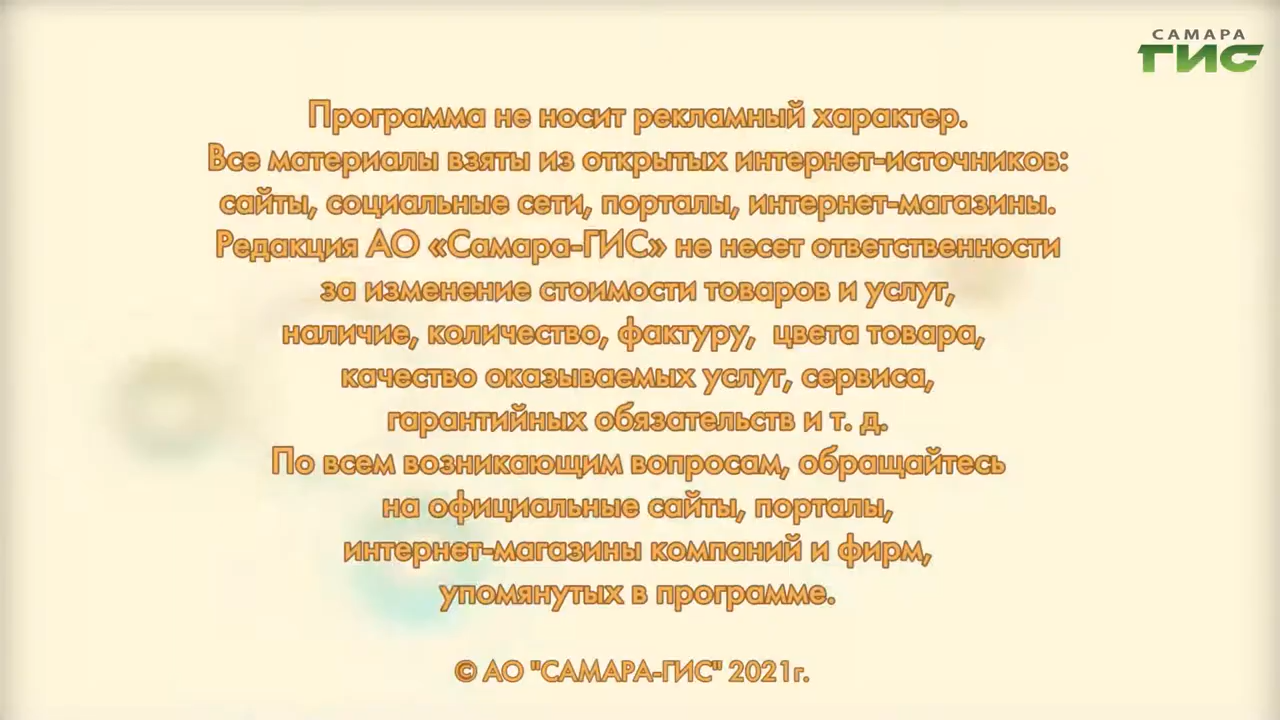 САМАРА
ГИС
Программа не носит рекламный характер.
Все материалы взяты из открытых интернет-источников:
сайты, социальные сети, порталы, интернет-магазины.
Редакция АО «Самара-ГИС» не несет ответственности
за изменение стоимости товаров и услуг,
наличие, количество, фактуру,  цвета товара,
качество оказываемых услуг, сервиса,
гарантийных обязательств и т. д.
По всем возникающим вопросам, обращайтесь
на официальные сайты, порталы,
интернет-магазины компаний и фирм,
упомянутых в программе.
© АО "САМАРА-ГИС" 2021г.